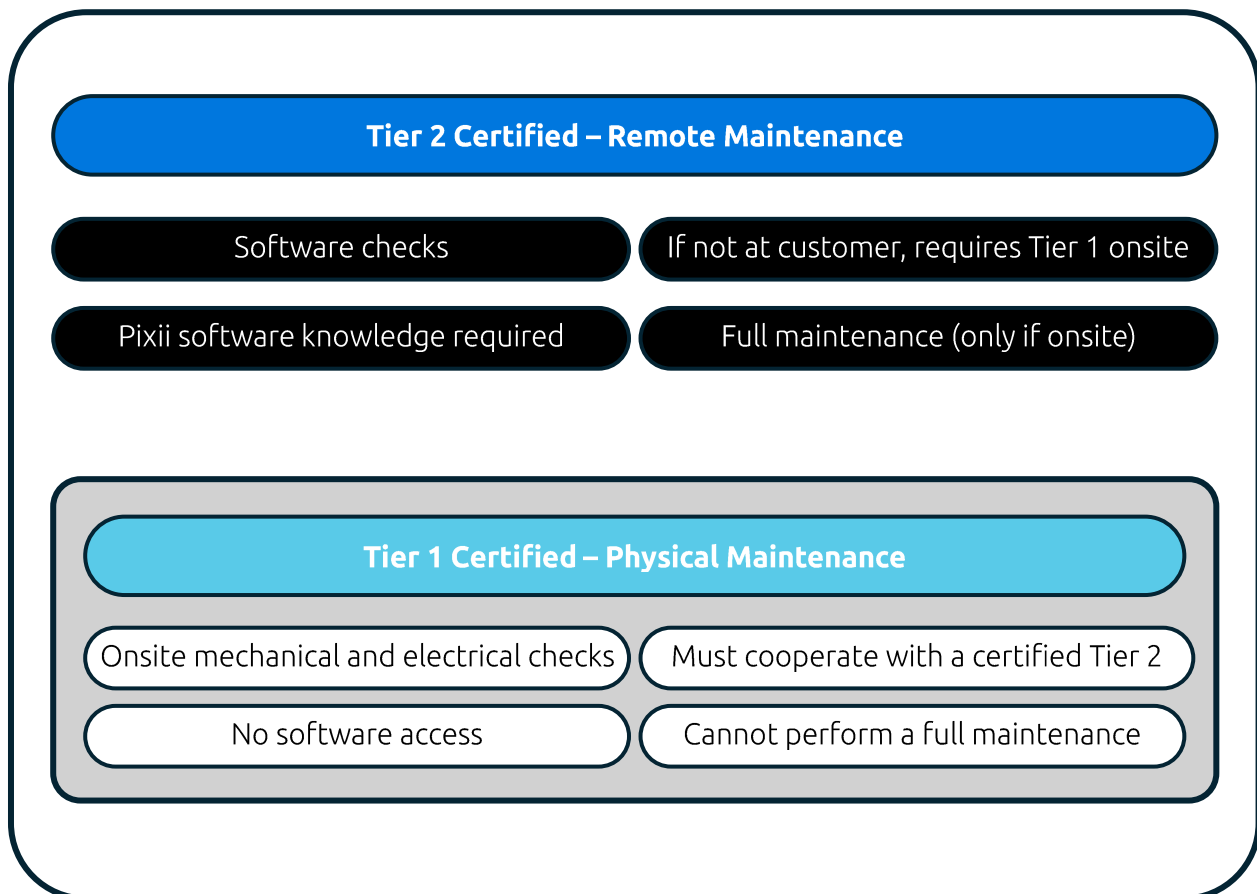 Tier 2 Certified – Remote Maintenance
Software checks
If not at customer, requires Tier 1 onsite
Pixii software knowledge required
Full maintenance (only if onsite)
Tier 1 Certified – Physical Maintenance
Onsite mechanical and electrical checks
Must cooperate with a certified Tier 2
No software access
Cannot perform a full maintenance